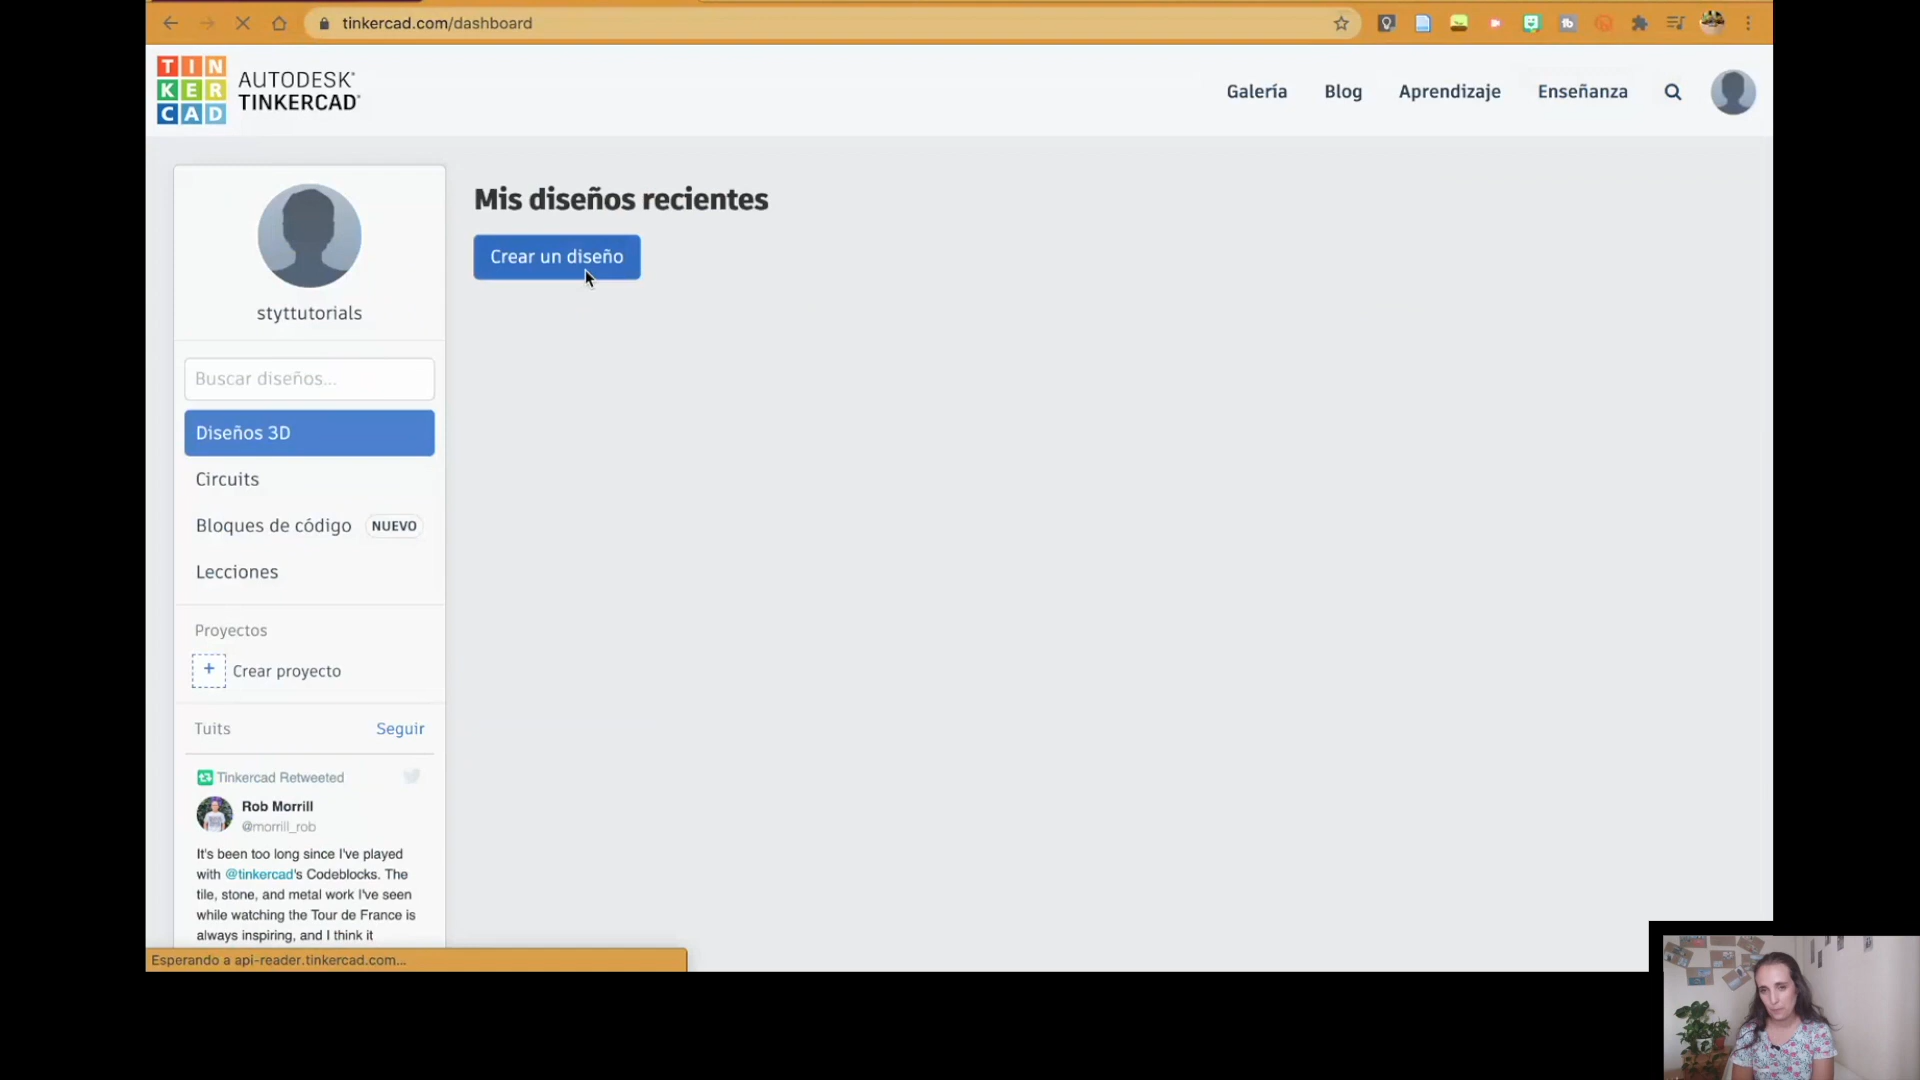 tinkercad.com/dashboard
TIN
KER
CAD
AUTODESK®
TINKERCAD®
Galería
Blog
Aprendizaje
Enseñanza
styttutorials
Buscar diseños...
Diseños 3D
Circuits
Bloques de código NUEVO
Lecciones
Proyectos
+ Crear proyecto
Tuits Seguir
Tinkercad Retweeted
Rob Morrill
@morrill_rob
It's been too long since I've played
with @tinkercad's Codeblocks. The
tile, stone, and metal work I've seen
while watching the Tour de France is
always inspiring, and I think it
Mis diseños recientes
Crear un diseño
Esperando a api-reader.tinkercad.com...